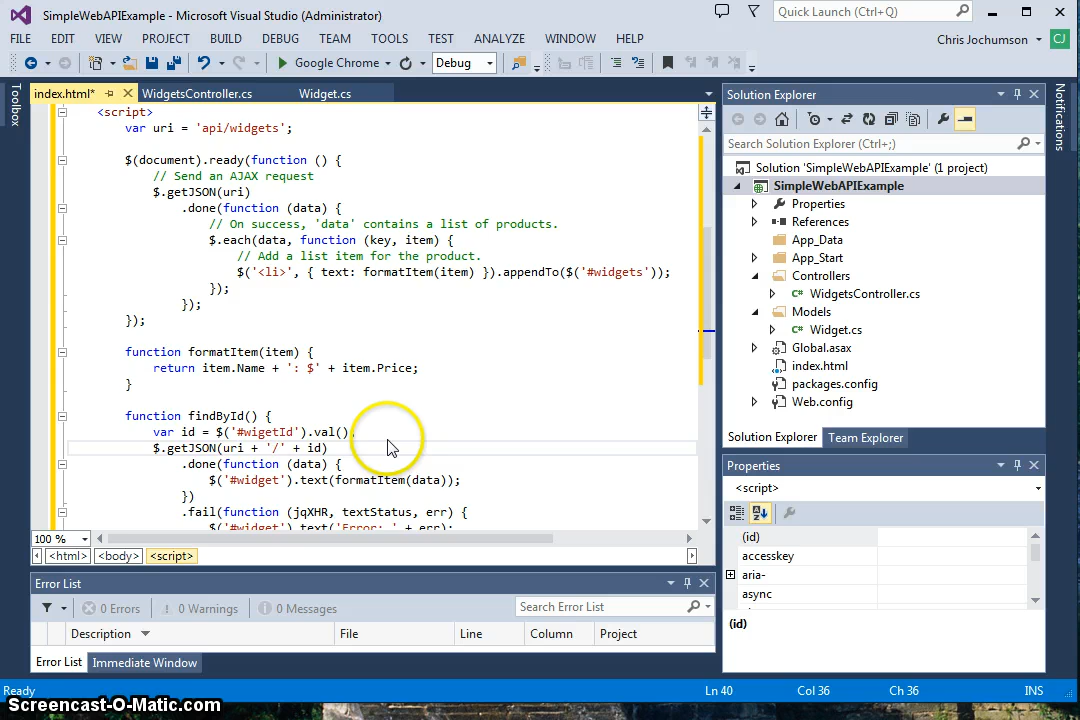 SimpleWebAPIExample - Microsoft Visual Studio (Administrator)
Quick Launch (Ctrl+Q)
FILE EDIT VIEW PROJECT BUILD DEBUG TEAM TOOLS TEST ANALYZE WINDOW HELP
Chris Jochumson CJ
Google Chrome Debug
Toolbox
index.html* WidgetsController.cs Widget.cs
<script>
var uri = 'api/widgets';
$(document).ready(function () {
// Send an AJAX request
$.getJSON(uri)
.done(function (data) {
// On success, 'data' contains a list of products.
$.each(data, function (key, item) {
// Add a list item for the product.
$('<li>', { text: formatItem(item) }).appendTo($('#widgets'));
});
});
});
function formatItem(item) {
return item.Name + ': $' + item.Price;
}
function findById() {
var id = $('#wigetId').val();
$.getJSON(uri + '/' + id)
.done(function (data) {
$('#widget').text(formatItem(data));
})
.fail(function (jqXHR, textStatus, err) {
$('#widget').text('Error: ' + err);
100 %
<html> <body> <script>
Error List
0 Errors 0 Warnings 0 Messages
Search Error List
Description File Line Column Project
Error List Immediate Window
Solution Explorer
Search Solution Explorer (Ctrl+;)
Solution 'SimpleWebAPIExample' (1 project)
SimpleWebAPIExample
Properties
References
App_Data
App_Start
Controllers
C# WidgetsController.cs
Models
C# Widget.cs
Global.asax
index.html
packages.config
Web.config
Solution Explorer Team Explorer
Properties
<script>
(id)
accesskey
aria-
async
(id)
Notifications
Ready Ln 40 Col 36 Ch 36 INS
Screencast-O-Matic.com